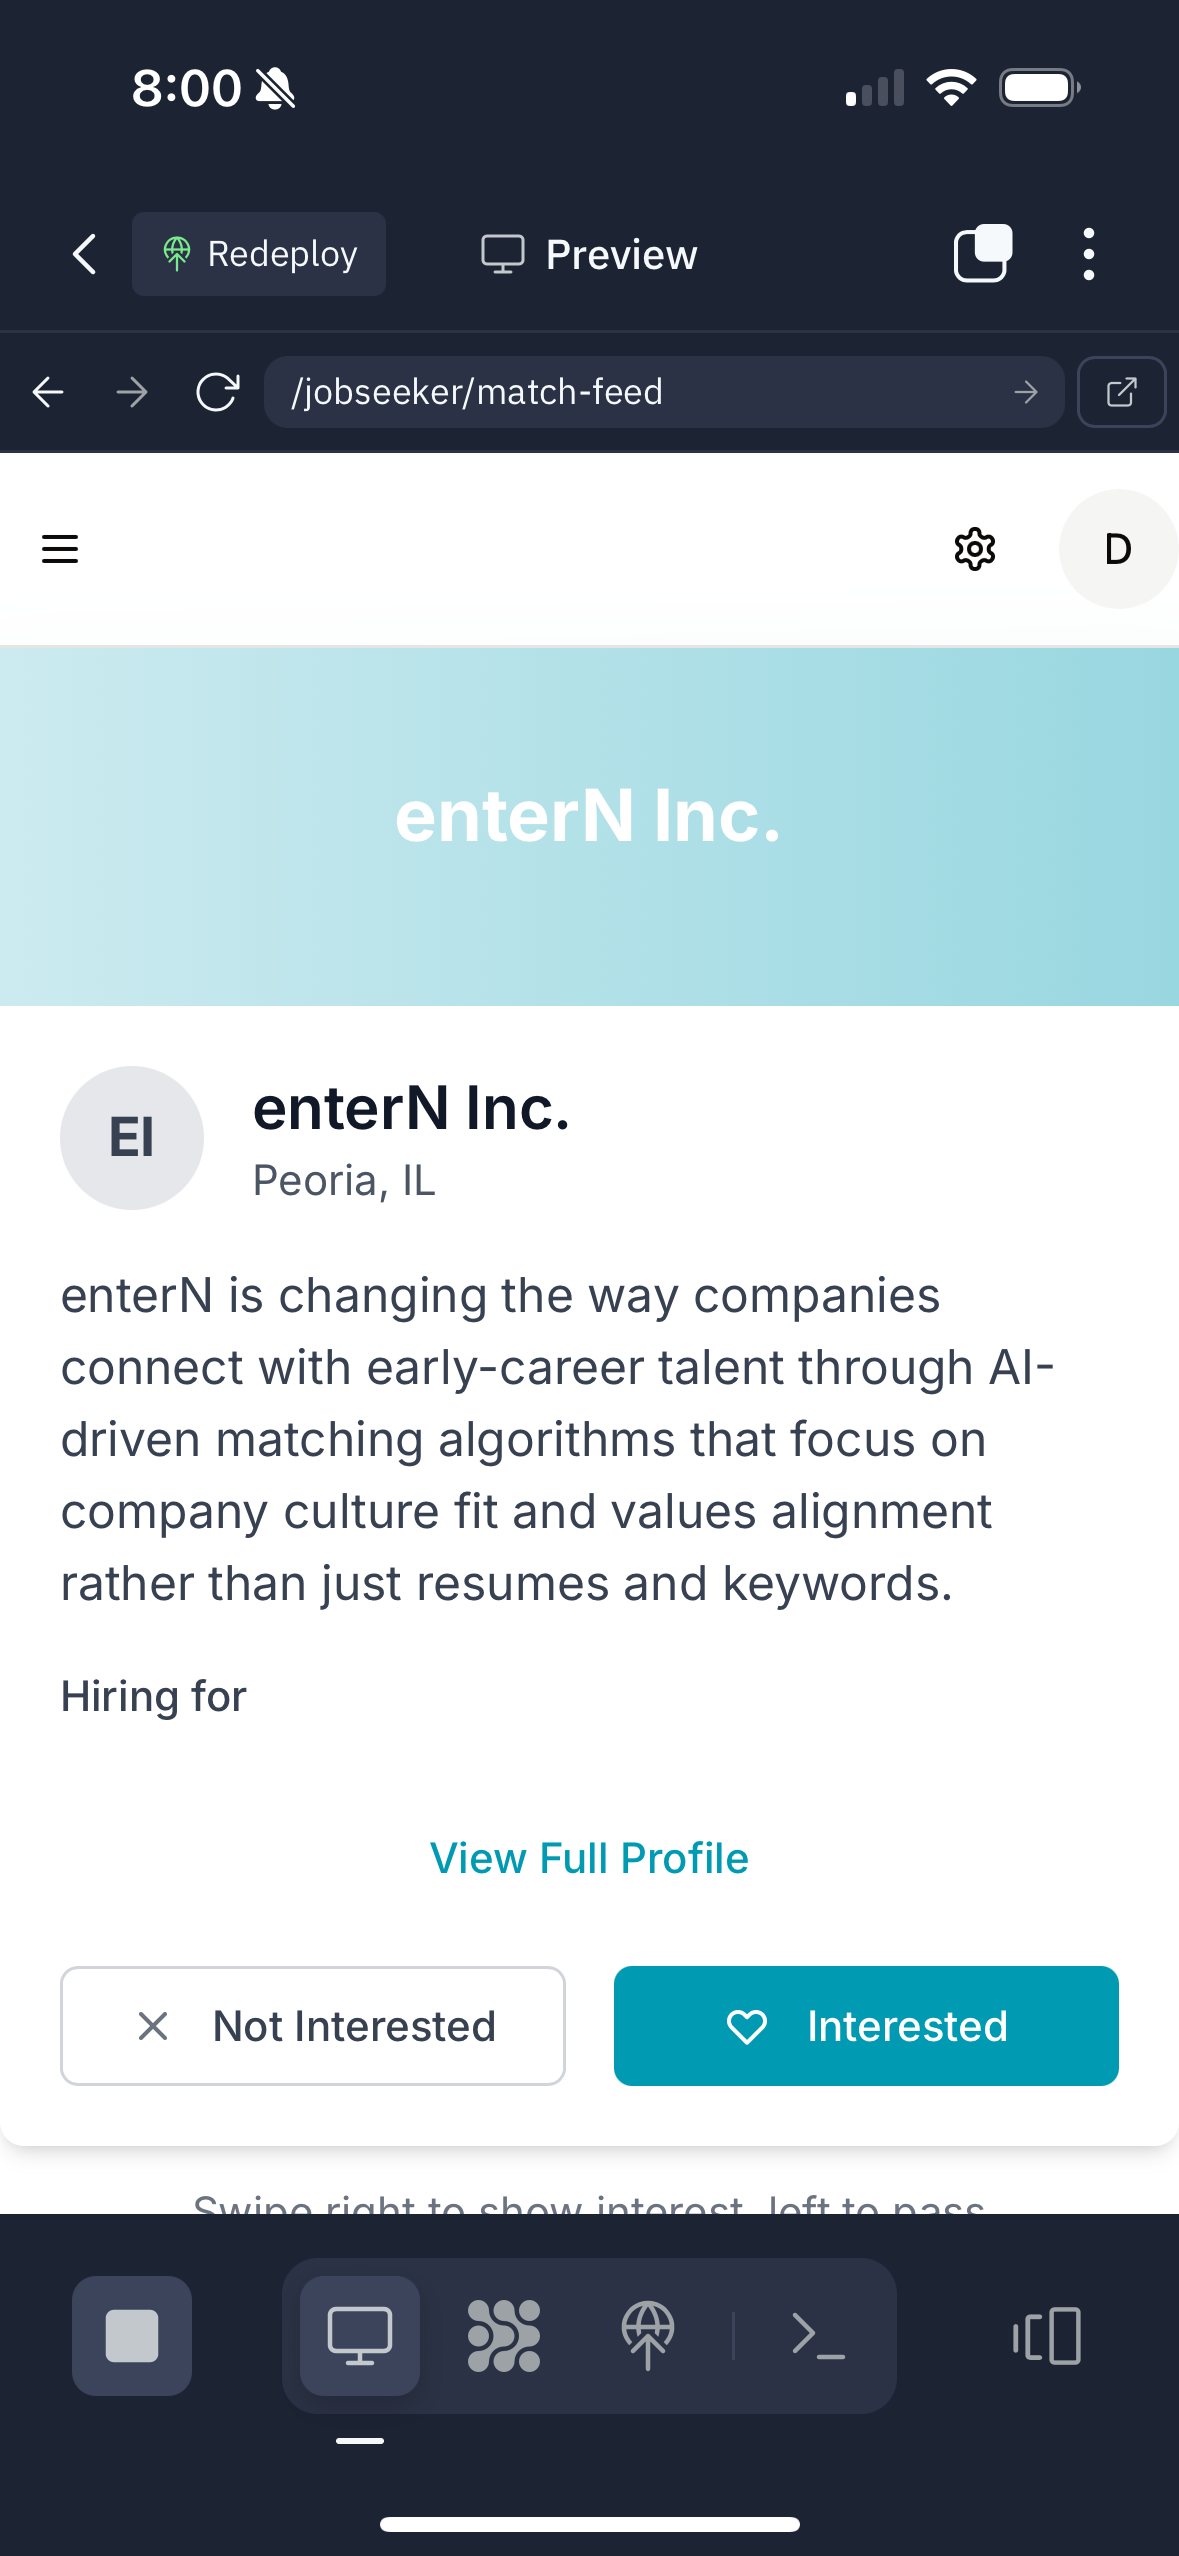 8:00
Redeploy
Preview
/jobseeker/match-feed
D
enterN Inc.
EI
enterN Inc.
Peoria, IL
enterN is changing the way companies
connect with early-career talent through AI-
driven matching algorithms that focus on
company culture fit and values alignment
rather than just resumes and keywords.
Hiring for
View Full Profile
Not Interested
Interested
Swipe right to show interest, left to pass